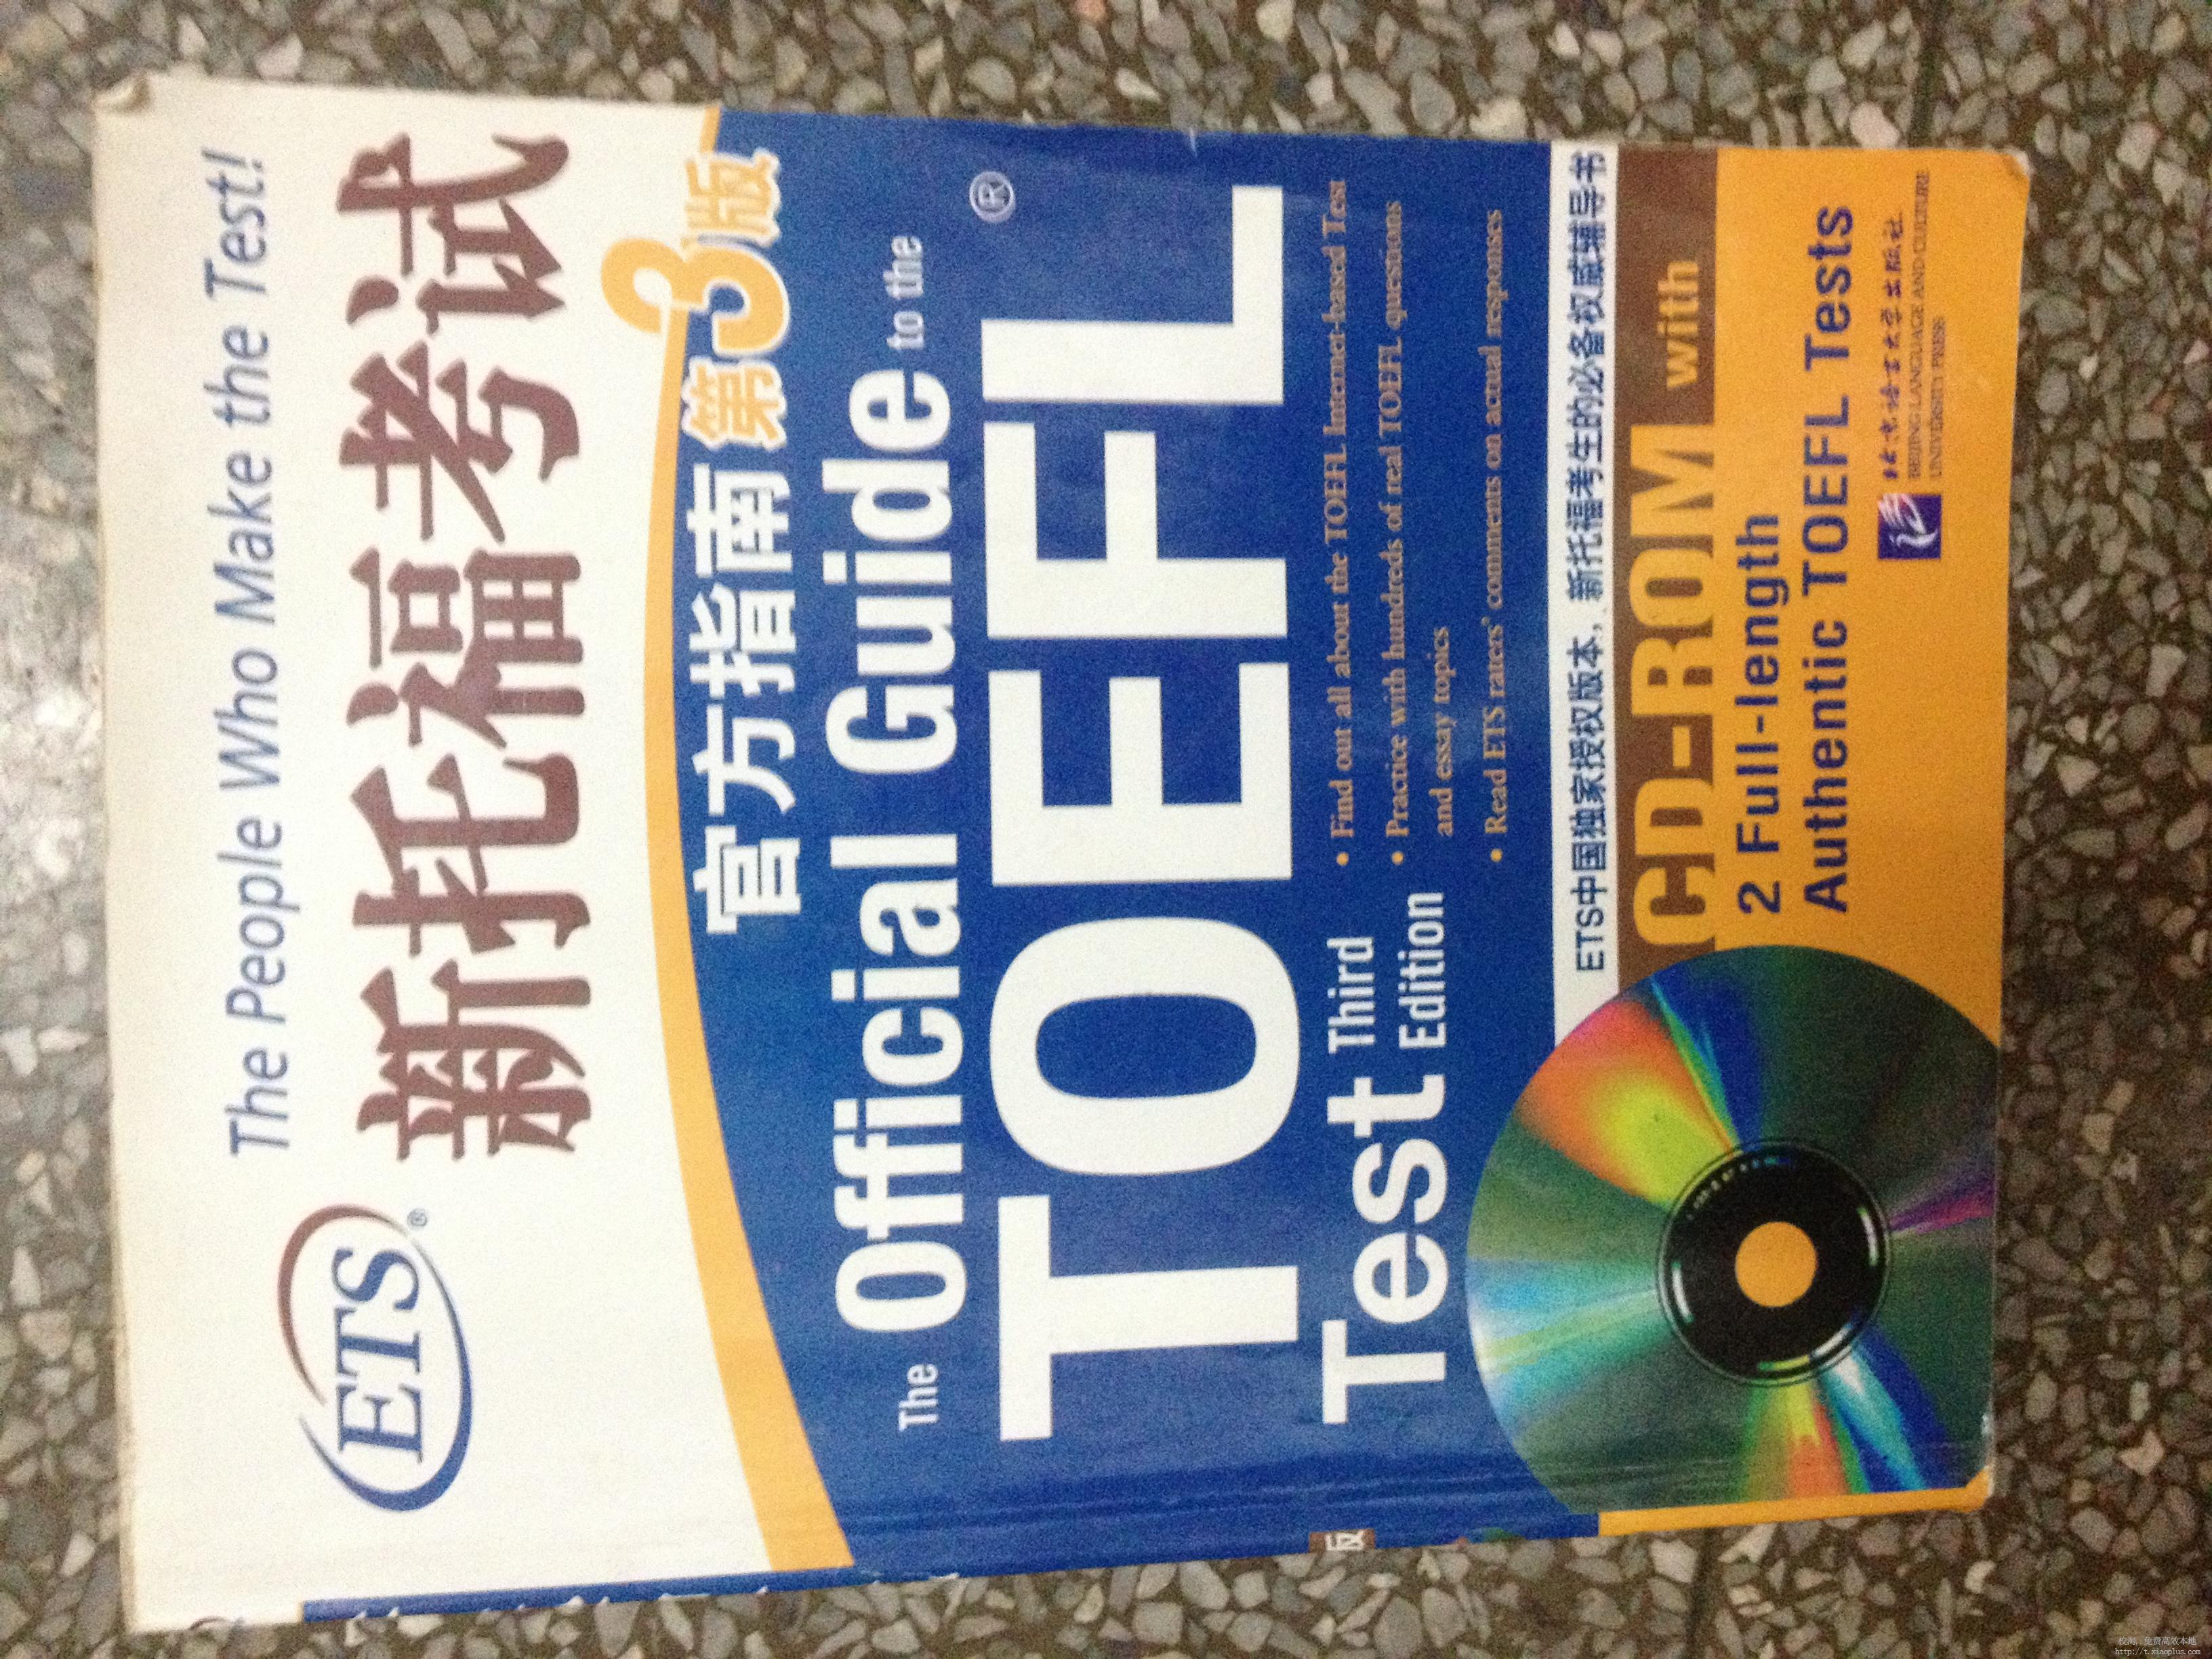 The People Who Make the Test!
ETS®
新托福考试
官方指南 第3版
The Official Guide to the
TOEFL®
Test Third
Edition
• Find out all about the TOEFL Internet-based Test
• Practice with hundreds of real TOEFL questions
and essay topics
• Read ETS raters' comments on actual responses
ETS中国独家授权版本，新托福考生的必备权威辅导书
CD-ROM with
2 Full-length
Authentic TOEFL Tests
北京语言大学出版社
BEIJING LANGUAGE AND CULTURE
UNIVERSITY PRESS
版
http://t.xiaoplus.com